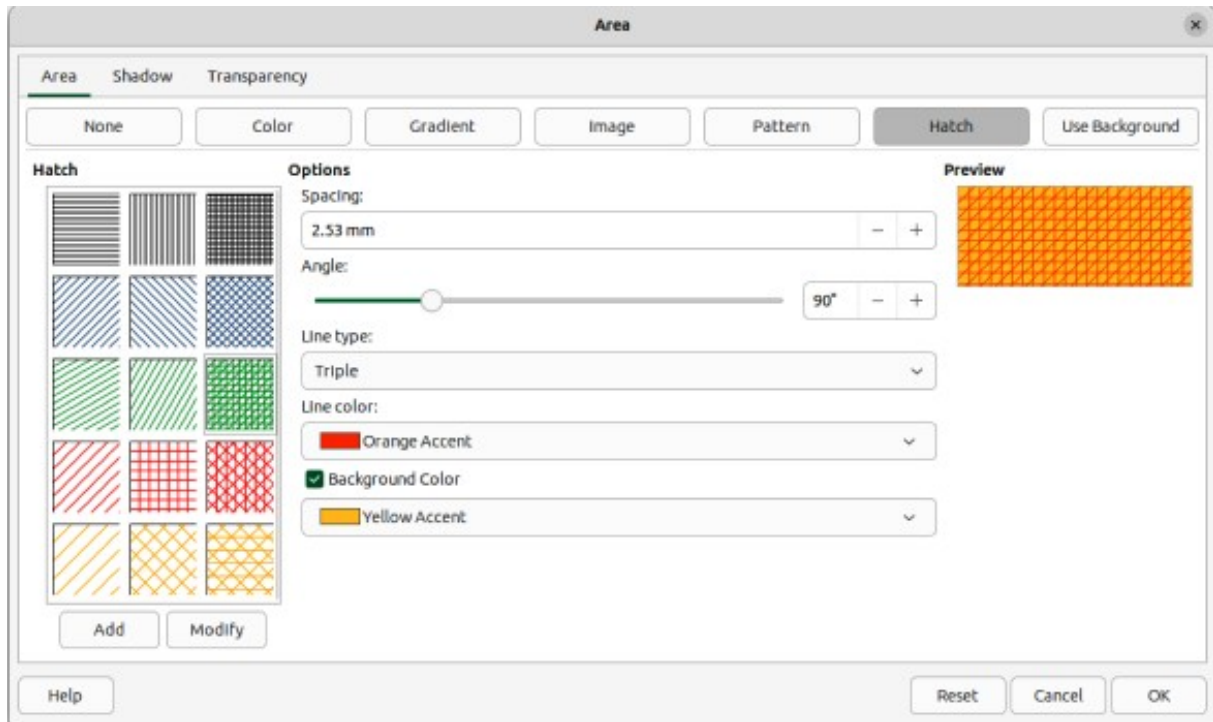 Area
Area Shadow Transparency
None Color Gradient Image Pattern Hatch Use Background
Hatch Options Preview
Spacing:
2.53 mm
Angle:
90°
Line type:
Triple
Line color:
Orange Accent
Background Color
Yellow Accent
Add Modify
Help Reset Cancel OK